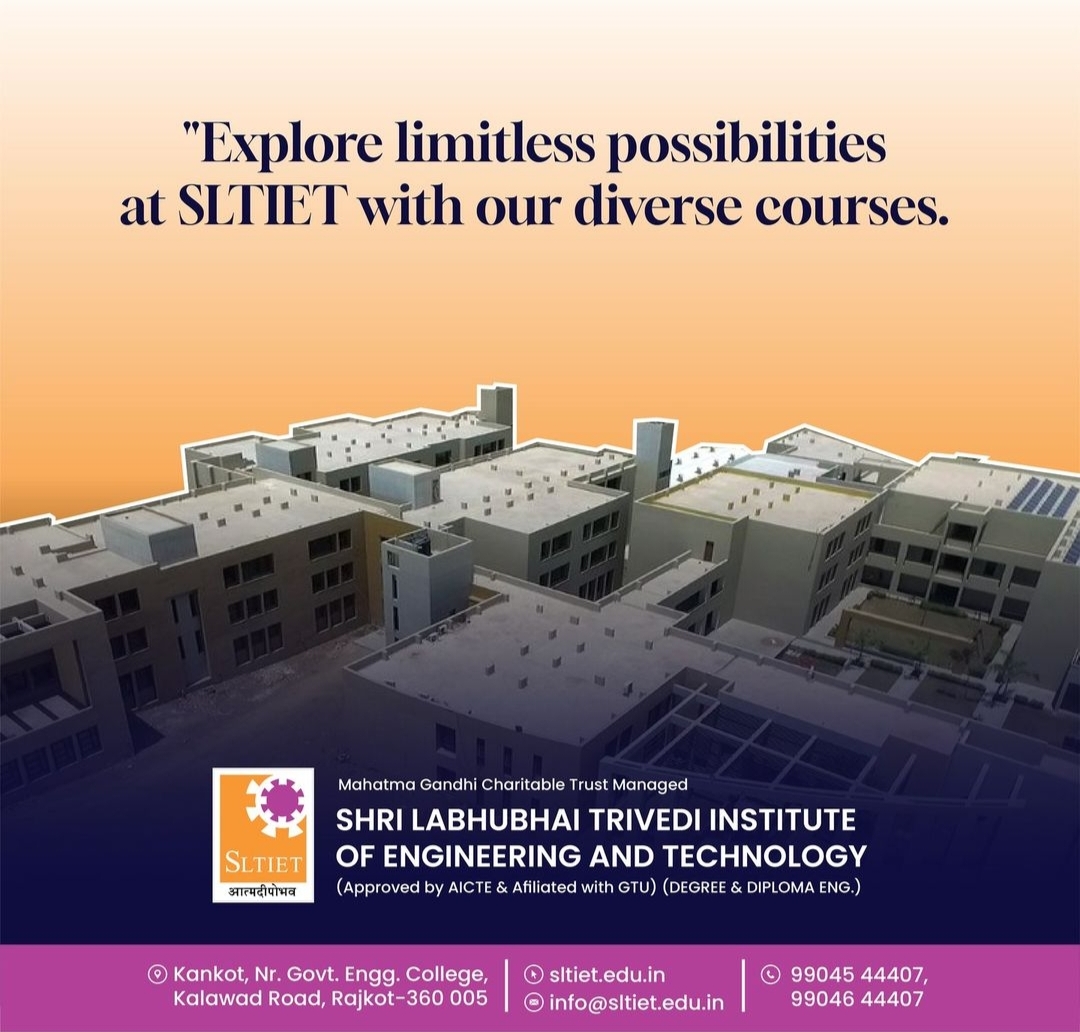 "Explore limitless possibilities
at SLTIET with our diverse courses.
Mahatma Gandhi Charitable Trust Managed
SHRI LABHUBHAI TRIVEDI INSTITUTE
OF ENGINEERING AND TECHNOLOGY
(Approved by AICTE & Afiliated with GTU) (DEGREE & DIPLOMA ENG.)
SLTIET
आत्मदीपोभव
Kankot, Nr. Govt. Engg. College,
Kalawad Road, Rajkot-360 005
sltiet.edu.in
info@sltiet.edu.in
99045 44407,
99046 44407